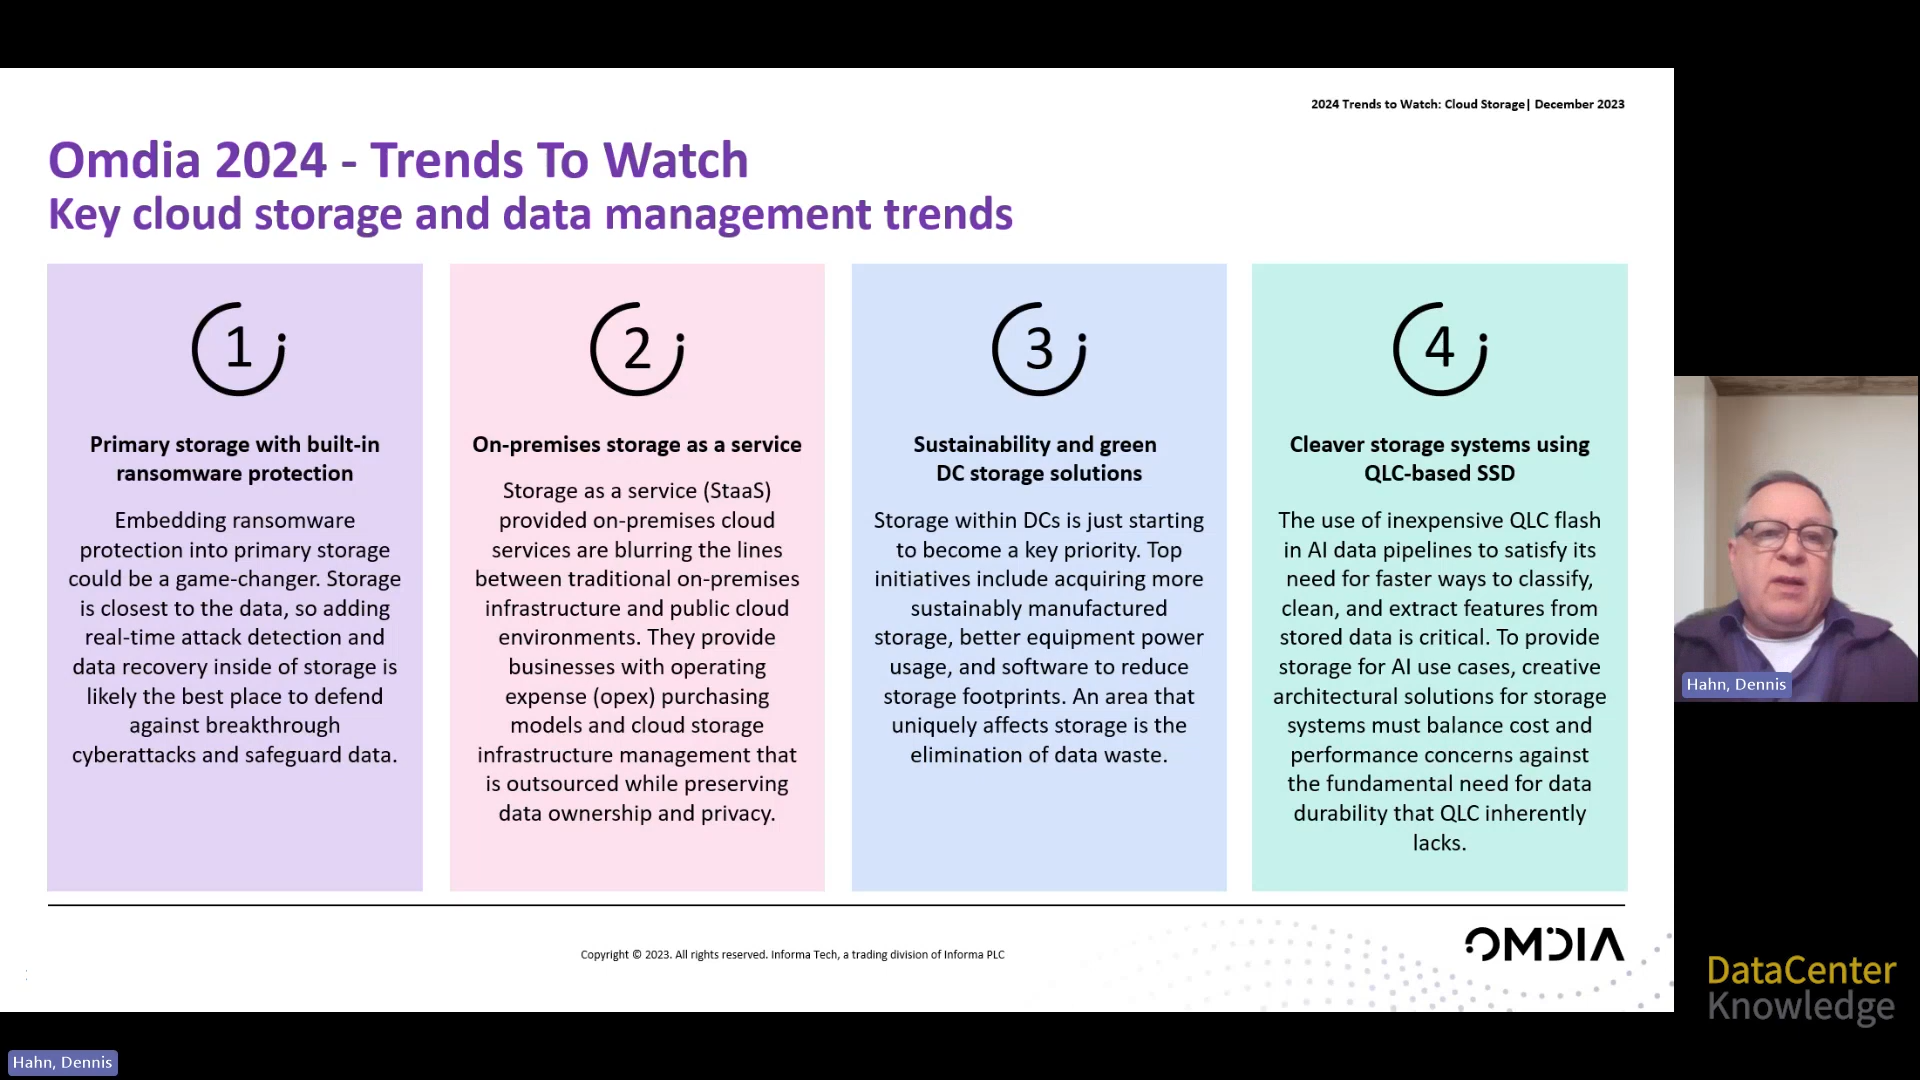 2024 Trends to Watch: Cloud Storage| December 2023
Omdia 2024 - Trends To Watch
Key cloud storage and data management trends
1
Primary storage with built-in
ransomware protection
Embedding ransomware
protection into primary storage
could be a game-changer. Storage
is closest to the data, so adding
real-time attack detection and
data recovery inside of storage is
likely the best place to defend
against breakthrough
cyberattacks and safeguard data.
2
On-premises storage as a service
Storage as a service (StaaS)
provided on-premises cloud
services are blurring the lines
between traditional on-premises
infrastructure and public cloud
environments. They provide
businesses with operating
expense (opex) purchasing
models and cloud storage
infrastructure management that
is outsourced while preserving
data ownership and privacy.
3
Sustainability and green
DC storage solutions
Storage within DCs is just starting
to become a key priority. Top
initiatives include acquiring more
sustainably manufactured
storage, better equipment power
usage, and software to reduce
storage footprints. An area that
uniquely affects storage is the
elimination of data waste.
4
Cleaver storage systems using
QLC-based SSD
The use of inexpensive QLC flash
in AI data pipelines to satisfy its
need for faster ways to classify,
clean, and extract features from
stored data is critical. To provide
storage for AI use cases, creative
architectural solutions for storage
systems must balance cost and
performance concerns against
the fundamental need for data
durability that QLC inherently
lacks.
Copyright © 2023. All rights reserved. Informa Tech, a trading division of Informa PLC
OMDIA
Hahn, Dennis
DataCenter
Knowledge
Hahn, Dennis